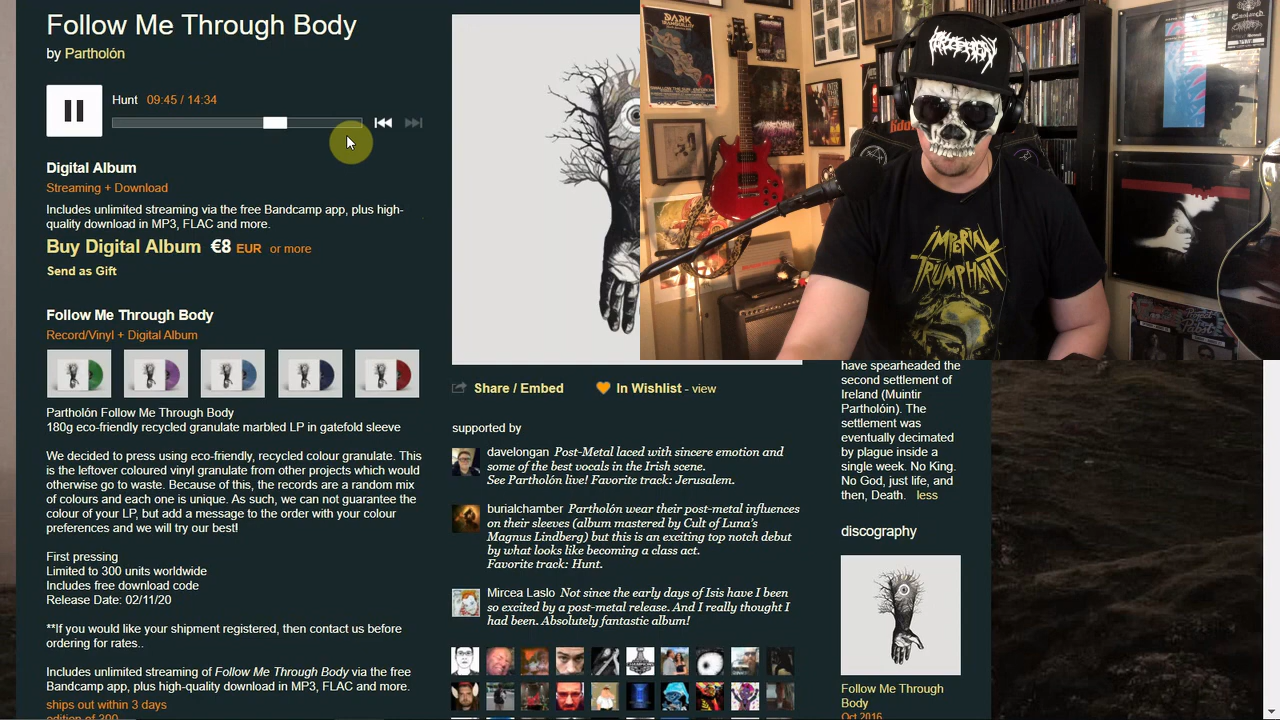 Follow Me Through Body
by Partholón
Hunt 09:45 / 14:34
Digital Album
Streaming + Download
Includes unlimited streaming via the free Bandcamp app, plus high-
quality download in MP3, FLAC and more.
Buy Digital Album €8 EUR or more
Send as Gift
Follow Me Through Body
Record/Vinyl + Digital Album
Partholón Follow Me Through Body
180g eco-friendly recycled granulate marbled LP in gatefold sleeve
We decided to press using eco-friendly, recycled colour granulate. This
is the leftover coloured vinyl granulate from other projects which would
otherwise go to waste. Because of this, the records are a random mix
of colours and each one is unique. As such, we can not guarantee the
colour of your LP, but add a message to the order with your colour
preferences and we will try our best!
First pressing
Limited to 300 units worldwide
Includes free download code
Release Date: 02/11/20
**If you would like your shipment registered, then contact us before
ordering for rates..
Includes unlimited streaming of Follow Me Through Body via the free
Bandcamp app, plus high-quality download in MP3, FLAC and more.
ships out within 3 days
edition of 300
Share / Embed
In Wishlist - view
supported by
davelongan Post-Metal laced with sincere emotion and
some of the best vocals in the Irish scene.
See Partholón live! Favorite track: Jerusalem.
burialchamber Partholón wear their post-metal influences
on their sleeves (album mastered by Cult of Luna's
Magnus Lindberg) but this is an exciting top notch debut
by what looks like becoming a class act.
Favorite track: Hunt.
Mircea Laslo Not since the early days of Isis have I been
so excited by a post-metal release. And I really thought I
had been. Absolutely fantastic album!
have spearheaded the
second settlement of
Ireland (Muintir
Partholóin). The
settlement was
eventually decimated
by plague inside a
single week. No King.
No God, just life, and
then, Death. less
discography
Follow Me Through
Body
Oct 2016
DARK
IMPERIAL
TRIUMPHANT